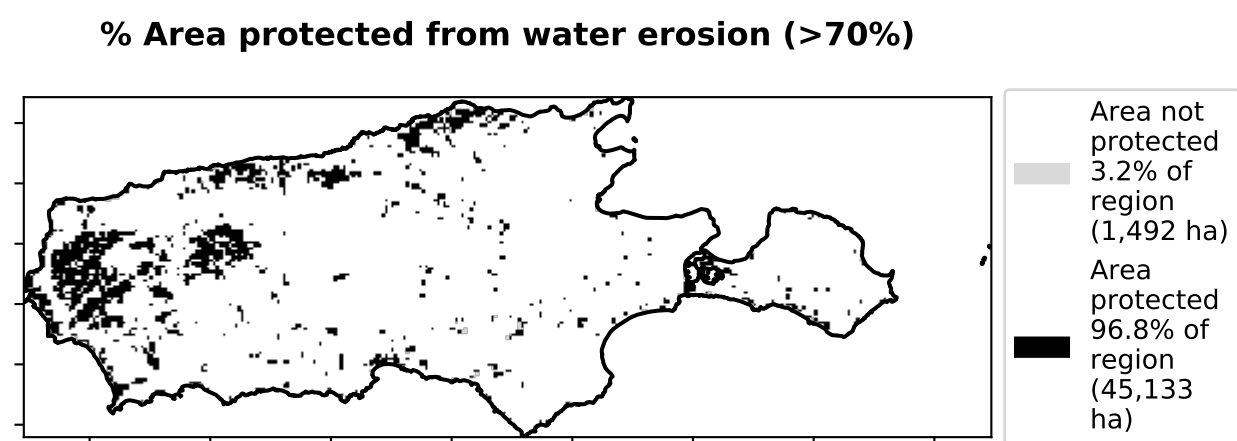 % Area protected from water erosion (>70%)
Area not
protected
3.2% of
region
(1,492 ha)
Area
protected
96.8% of
region
(45,133
ha)